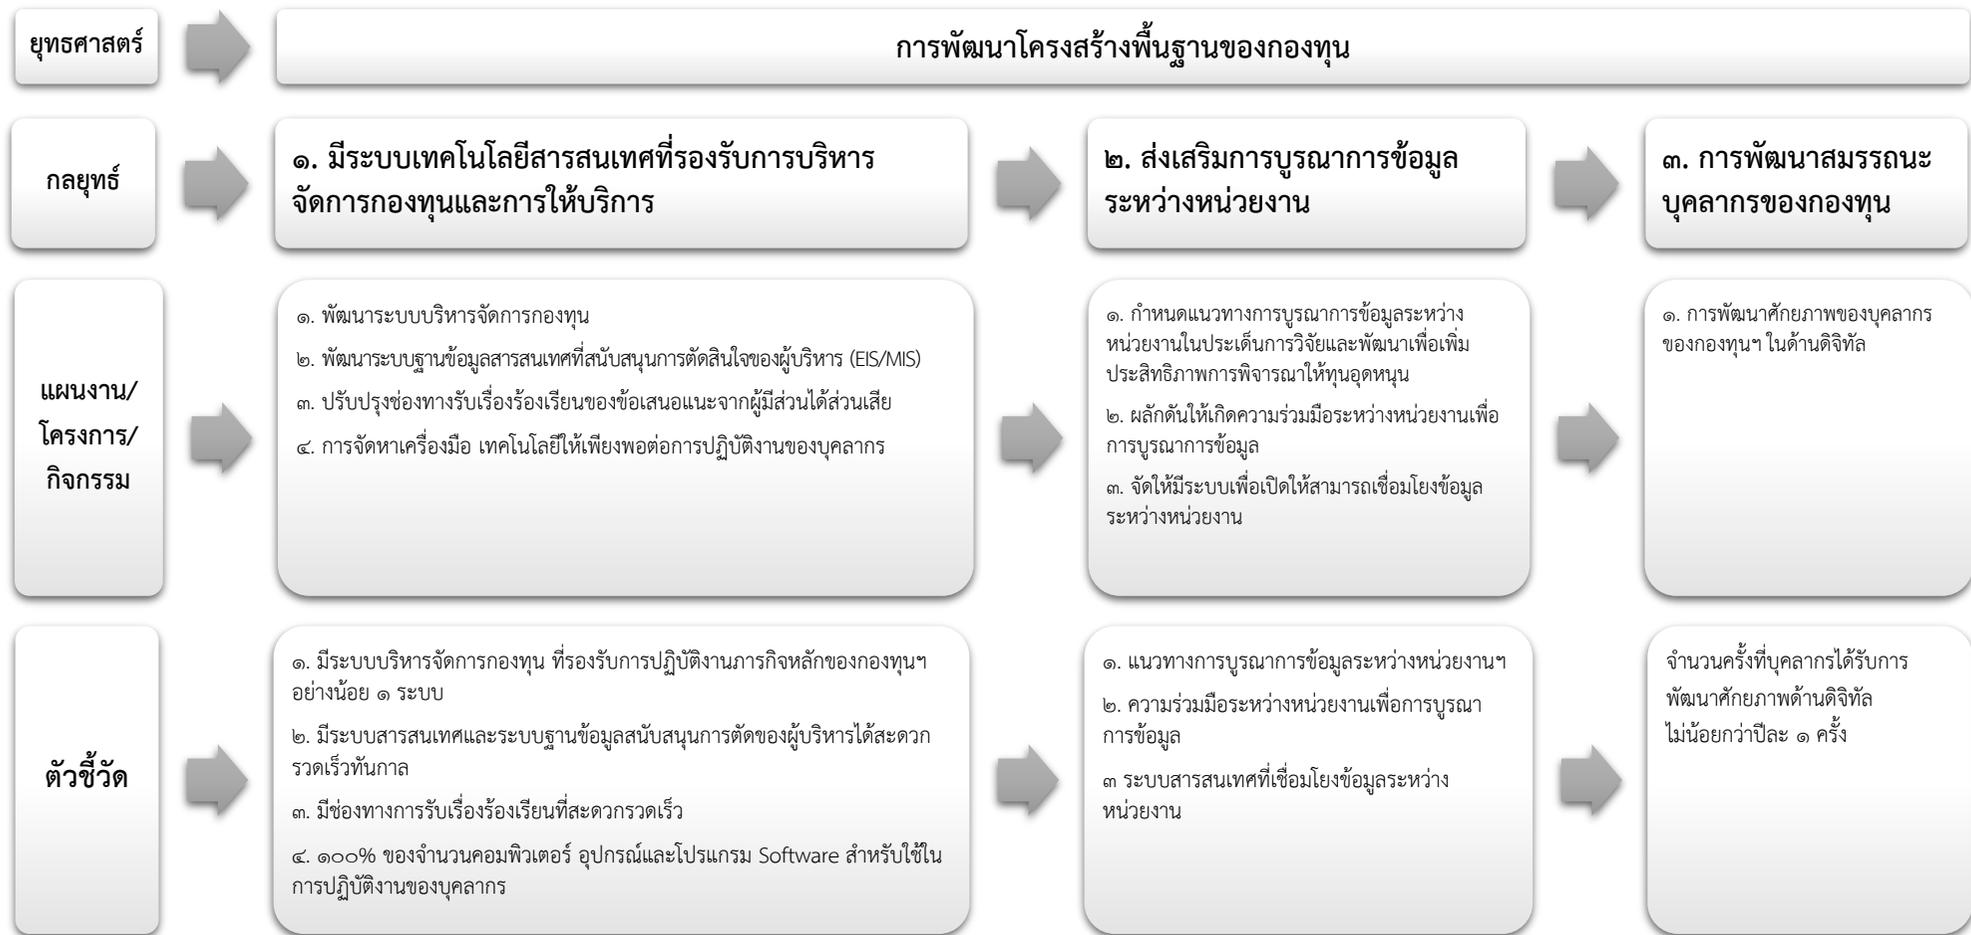 ยุทธศาสตร์
การพัฒนาโครงสร้างพื้นฐานของกองทุน
กลยุทธ์
๑. มีระบบเทคโนโลยีสารสนเทศที่รองรับการบริหาร
จัดการกองทุนและการให้บริการ
๒. ส่งเสริมการบูรณาการข้อมูล
ระหว่างหน่วยงาน
๓. การพัฒนาสมรรถนะ
บุคลากรของกองทุน
แผนงาน/
โครงการ/
กิจกรรม
๑. พัฒนาระบบบริหารจัดการกองทุน
๒. พัฒนาระบบฐานข้อมูลสารสนเทศที่สนับสนุนการตัดสินใจของผู้บริหาร (EIS/MIS)
๓. ปรับปรุงช่องทางรับเรื่องร้องเรียนของข้อเสนอแนะจากผู้มีส่วนได้ส่วนเสีย
๔. การจัดหาเครื่องมือ เทคโนโลยีให้เพียงพอต่อการปฏิบัติงานของบุคลากร
๑. กำหนดแนวทางการบูรณาการข้อมูลระหว่าง
หน่วยงานในประเด็นการวิจัยและพัฒนาเพื่อเพิ่ม
ประสิทธิภาพการพิจารณาให้ทุนอุดหนุน
๒. ผลักดันให้เกิดความร่วมมือระหว่างหน่วยงานเพื่อ
การบูรณาการข้อมูล
๓. จัดให้มีระบบเพื่อเปิดให้สามารถเชื่อมโยงข้อมูล
ระหว่างหน่วยงาน
๑. การพัฒนาศักยภาพของบุคลากร
ของกองทุนฯ ในด้านดิจิทัล
ตัวชี้วัด
๑. มีระบบบริหารจัดการกองทุน ที่รองรับการปฏิบัติงานภารกิจหลักของกองทุนฯ
อย่างน้อย ๑ ระบบ
๒. มีระบบสารสนเทศและระบบฐานข้อมูลสนับสนุนการตัดของผู้บริหารได้สะดวก
รวดเร็วทันกาล
๓. มีช่องทางการรับเรื่องร้องเรียนที่สะดวกรวดเร็ว
๔. ๑๐๐% ของจำนวนคอมพิวเตอร์ อุปกรณ์และโปรแกรม Software สำหรับใช้ใน
การปฏิบัติงานของบุคลากร
๑. แนวทางการบูรณาการข้อมูลระหว่างหน่วยงานฯ
๒. ความร่วมมือระหว่างหน่วยงานเพื่อการบูรณา
การข้อมูล
๓ ระบบสารสนเทศที่เชื่อมโยงข้อมูลระหว่าง
หน่วยงาน
จำนวนครั้งที่บุคลากรได้รับการ
พัฒนาศักยภาพด้านดิจิทัล
ไม่น้อยกว่าปีละ ๑ ครั้ง